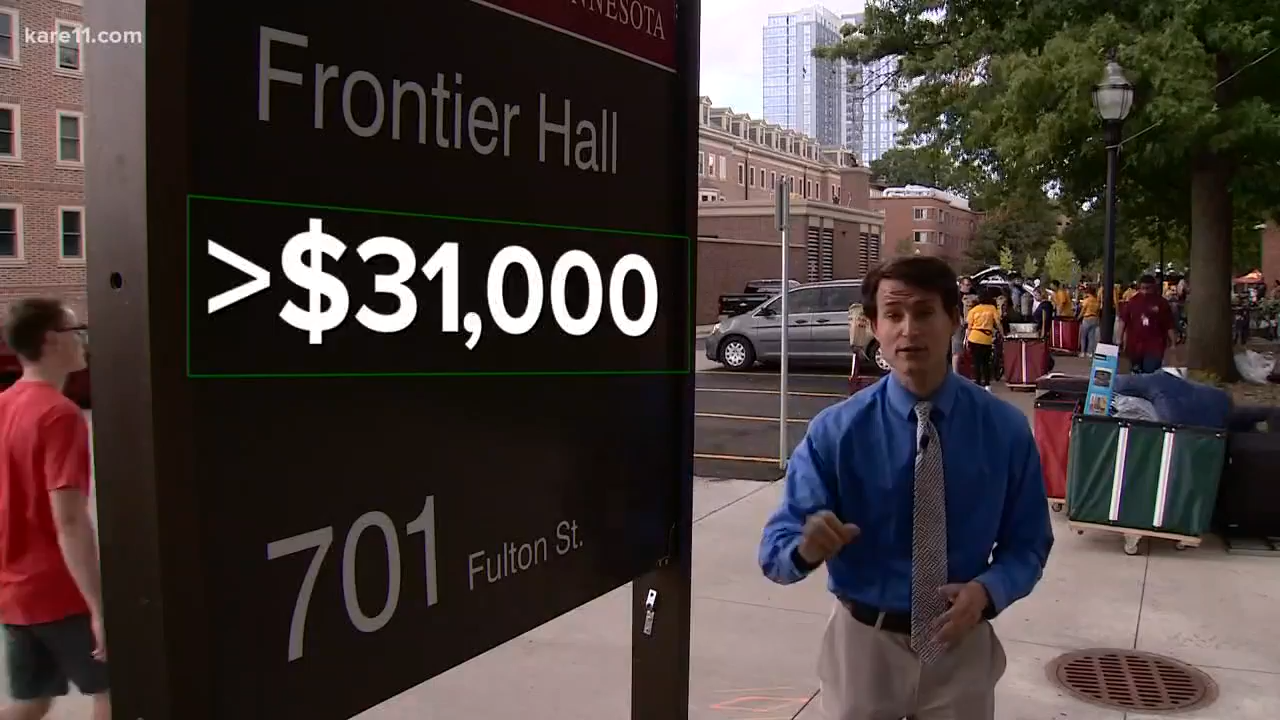 kare11.com
NNESOTA
Frontier Hall
>$31,000
701 Fulton St.